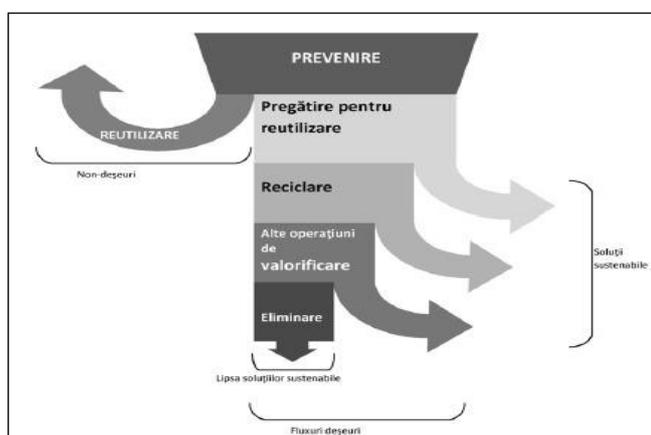 PREVENIRE
REUTILIZARE
Non-deșeuri
Pregătire pentru
reutilizare
Reciclare
Alte operațiuni
de
valorificare
Eliminare
Soluții
sustenabile
Lipsa soluțiilor sustenabile
Fluxuri deșeuri